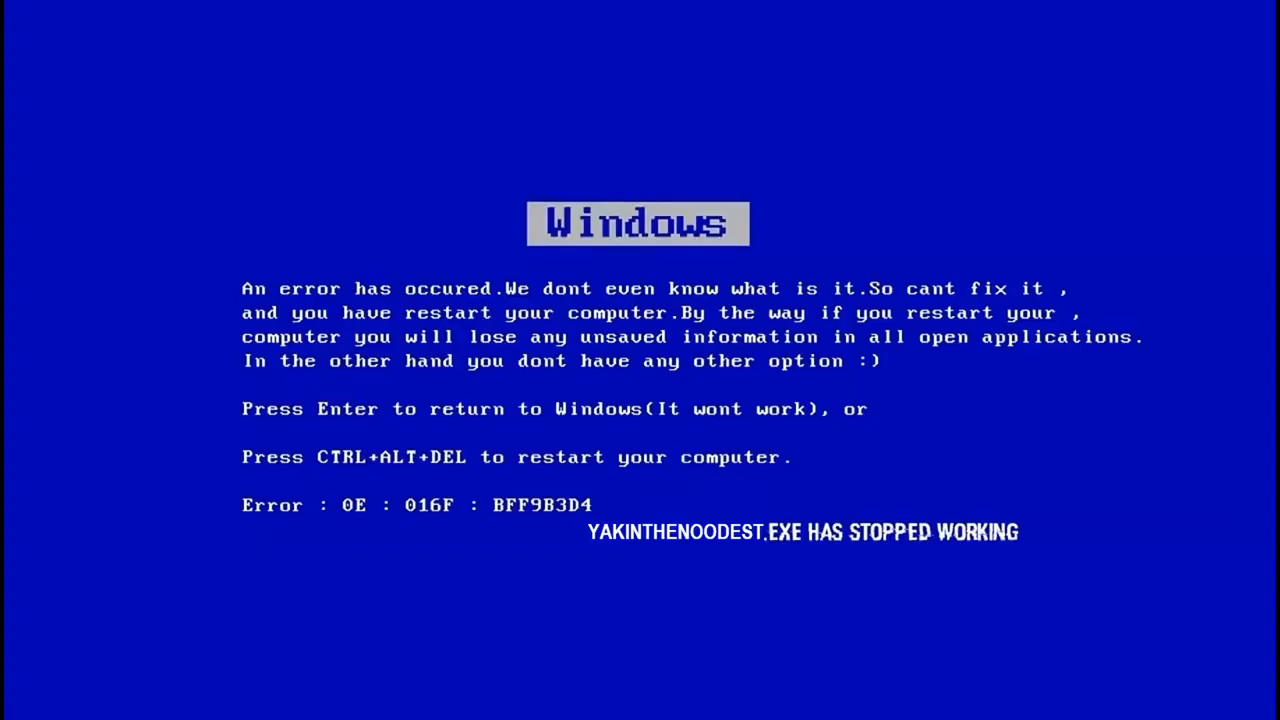 Windows
An error has occured.We dont even know what is it.So cant fix it ,
and you have restart your computer.By the way if you restart your ,
computer you will lose any unsaved information in all open applications.
In the other hand you dont have any other option :)
Press Enter to return to Windows(It wont work), or
Press CTRL+ALT+DEL to restart your computer.
Error : 0E : 016F : BFF9B3D4
YAKINTHENOODEST.EXE HAS STOPPED WORKING